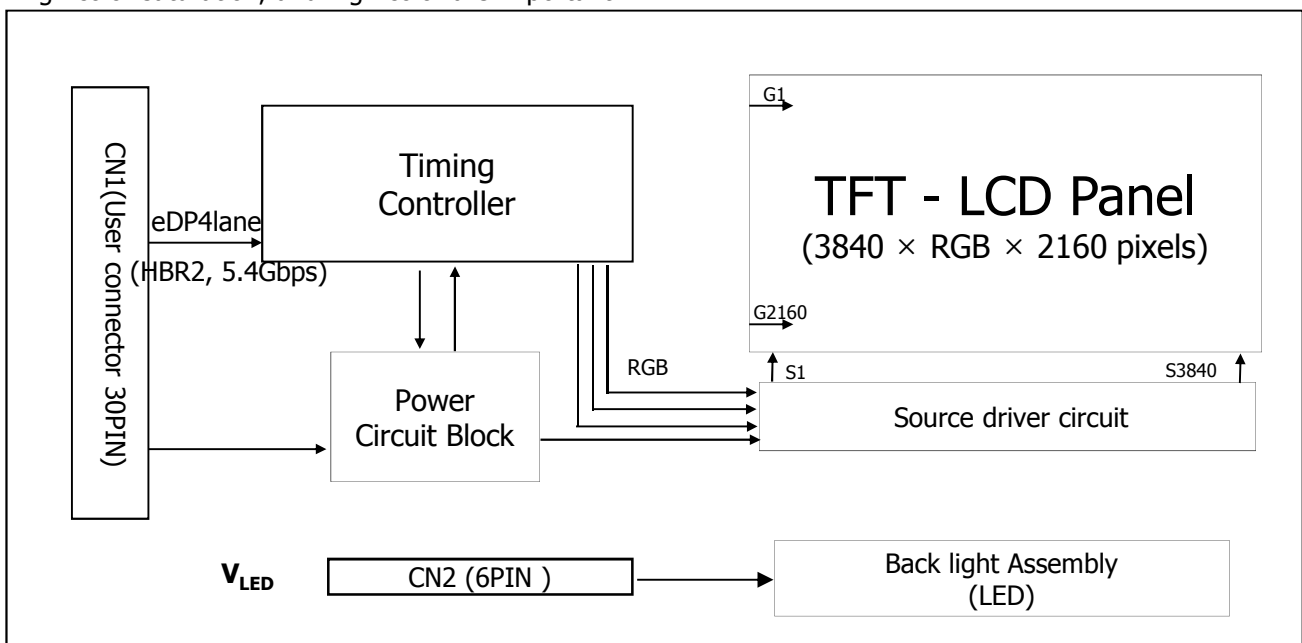 CN1(User connector 30PIN)
eDP4lane
(HBR2, 5.4Gbps)
Timing
Controller
G1
TFT - LCD Panel
(3840 × RGB × 2160 pixels)
G2160
Power
Circuit Block
RGB
S1
S3840
Source driver circuit
VLED
CN2 (6PIN )
Back light Assembly
(LED)